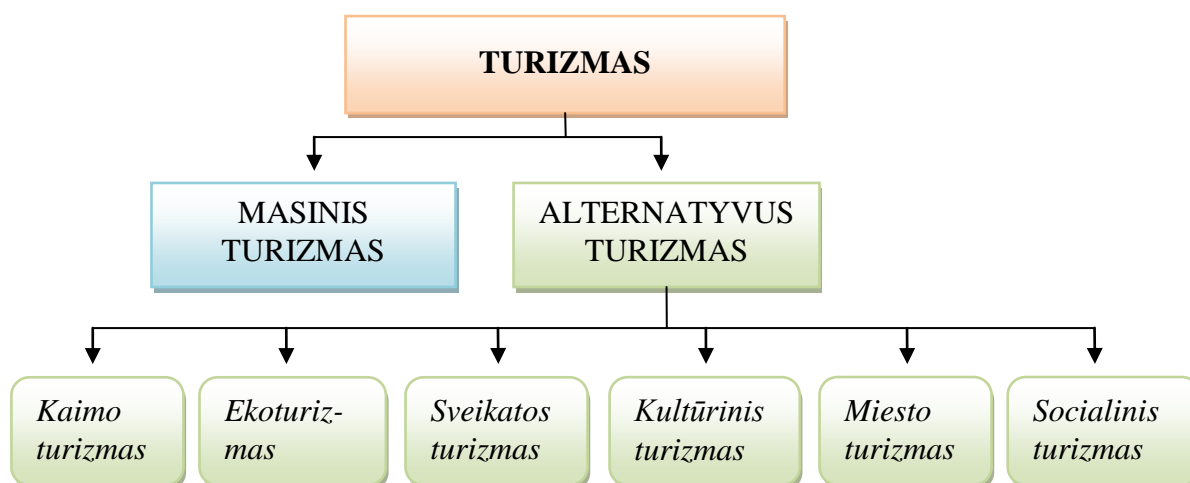 TURIZMAS
MASINIS
TURIZMAS
ALTERNATYVUS
TURIZMAS
Kaimo
turizmas
Ekoturiz-
mas
Sveikatos
turizmas
Kultūrinis
turizmas
Miesto
turizmas
Socialinis
turizmas